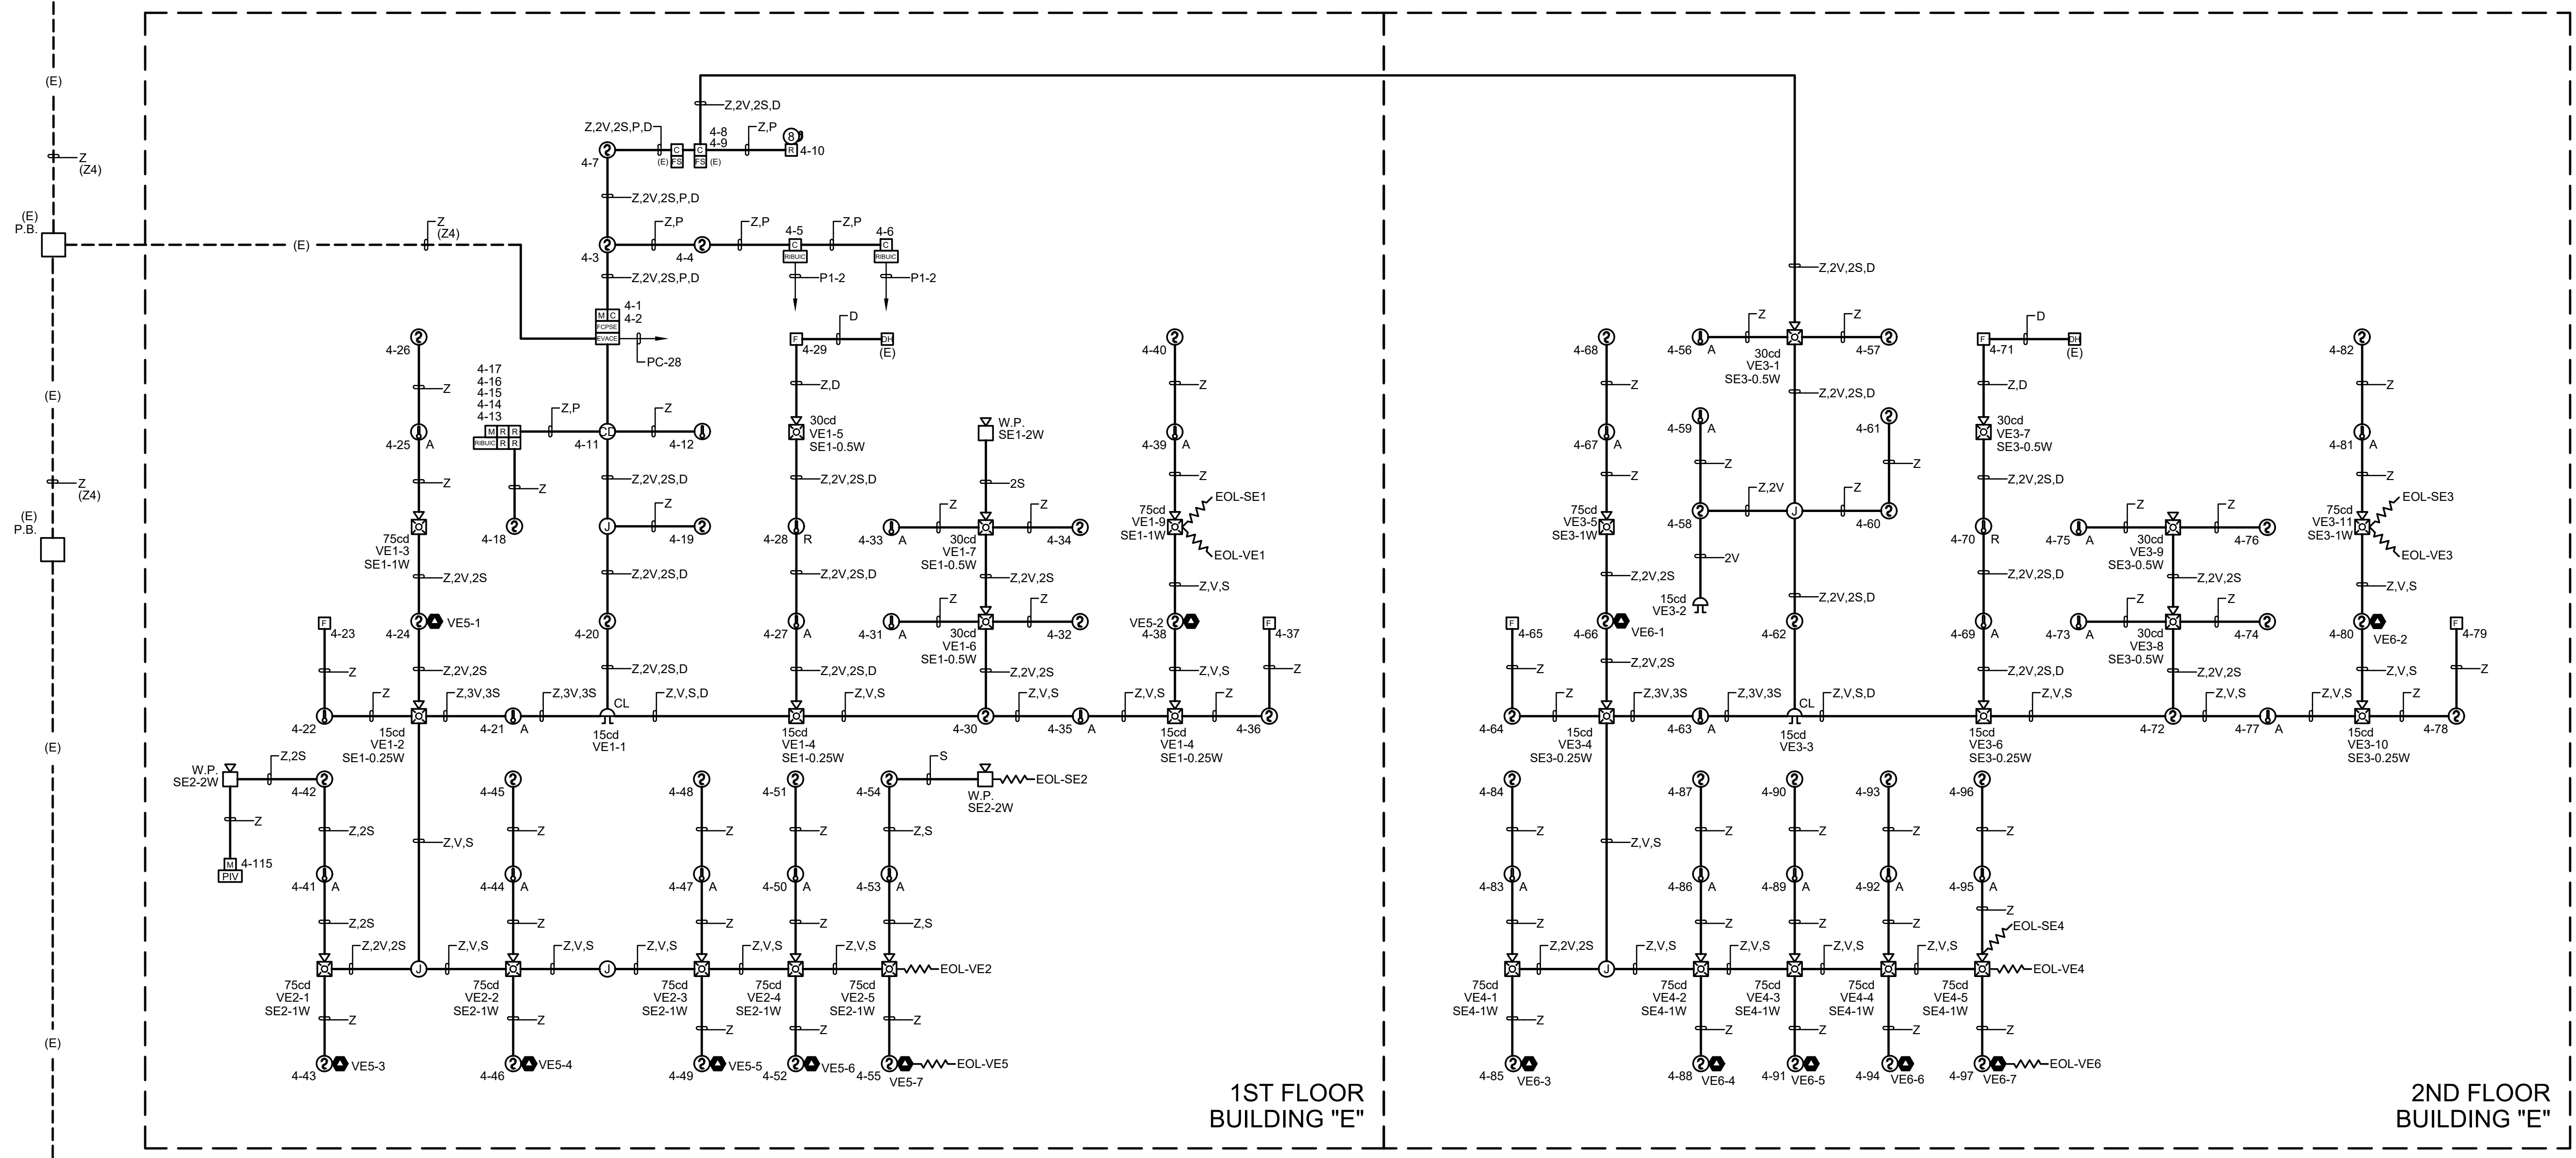 (E)
Z
(Z4)
(E)
P.B.
(E)
Z
(Z4)
(E)
Z
(Z4)
(E)
P.B.
(E)
(E)
Z,2V,2S,D
Z,2V,2S,P,D
4-7
C
FS
(E)
C
FS
(E)
4-8
4-9
Z,P
8
R
4-10
Z,2V,2S,P,D
4-3
Z,P
4-4
Z,P
4-5
C
RIBUIC
Z,P
4-6
C
RIBUIC
P1-2
P1-2
Z,2V,2S,P,D
4-1
4-2
M C
FCPSE
EVACE
PC-28
4-26
Z
4-25
A
Z
75cd
VE1-3
SE1-1W
Z,2V,2S
4-24
VE5-1
Z,2V,2S
4-17
4-16
4-15
4-14
4-13
M R R
RIBUIC R R
Z,P
CD
4-11
Z
4-12
Z
4-18
Z,2V,2S,D
J
Z
4-19
Z,2V,2S,D
4-20
Z,2V,2S,D
F
4-29
D
DH
(E)
Z,D
30cd
VE1-5
SE1-0.5W
Z,2V,2S,D
4-28
R
Z,2V,2S,D
4-27
A
Z,2V,2S,D
W.P.
SE1-2W
2S
4-33
A
Z
Z
4-34
30cd
VE1-7
SE1-0.5W
Z,2V,2S
4-31
A
Z
Z
4-32
30cd
VE1-6
SE1-0.5W
Z,2V,2S
4-40
Z
4-39
A
Z
75cd
VE1-9
SE1-1W
EOL-SE1
EOL-VE1
Z,V,S
VE5-2
4-38
Z,V,S
F
4-37
Z
F
4-23
Z
4-22
Z
15cd
VE1-2
SE1-0.25W
Z,3V,3S
4-21
A
Z,3V,3S
CL
15cd
VE1-1
Z,V,S,D
15cd
VE1-4
SE1-0.25W
Z,V,S
4-30
Z,V,S
4-35
A
Z,V,S
15cd
VE1-4
SE1-0.25W
Z
4-36
W.P.
SE2-2W
Z,2S
4-42
Z
M
PIV
4-115
Z,2S
4-41
A
Z,2S
Z,V,S
4-45
Z
4-44
A
Z
4-48
Z
4-47
A
Z
4-51
Z
4-50
A
Z
4-54
S
W.P.
SE2-2W
EOL-SE2
Z,S
4-53
A
Z,S
75cd
VE2-1
SE2-1W
Z,2V,2S
J
Z,V,S
75cd
VE2-2
SE2-1W
Z,V,S
J
Z,V,S
75cd
VE2-3
SE2-1W
Z,V,S
75cd
VE2-4
SE2-1W
Z,V,S
75cd
VE2-5
SE2-1W
EOL-VE2
Z
4-43
VE5-3
Z
4-46
VE5-4
Z
4-49
VE5-5
Z
4-52
VE5-6
Z
4-55
VE5-7
EOL-VE5
1ST FLOOR
BUILDING "E"
Z,2V,2S,D
4-56
A
Z
Z
4-57
30cd
VE3-1
SE3-0.5W
Z,2V,2S,D
4-68
Z
4-67
A
Z
75cd
VE3-5
SE3-1W
Z,2V,2S
4-66
VE6-1
Z,2V,2S
4-59
A
Z
4-58
Z,2V
J
Z
4-60
4-61
Z
2V
15cd
VE3-2
Z,2V,2S,D
4-62
F
4-71
D
DH
(E)
Z,D
30cd
VE3-7
SE3-0.5W
Z,2V,2S,D
4-70
R
Z,2V,2S,D
4-69
A
Z,2V,2S,D
4-75
A
Z
Z
4-76
30cd
VE3-9
SE3-0.5W
Z,2V,2S
4-73
A
Z
Z
4-74
30cd
VE3-8
SE3-0.5W
Z,2V,2S
4-82
Z
4-81
A
Z
75cd
VE3-11
SE3-1W
EOL-SE3
EOL-VE3
Z,V,S
4-80
VE6-2
Z,V,S
F
4-79
Z
F
4-65
Z
4-64
Z
15cd
VE3-4
SE3-0.25W
Z,3V,3S
4-63
A
Z,3V,3S
CL
15cd
VE3-3
Z,V,S,D
15cd
VE3-6
SE3-0.25W
Z,V,S
4-72
Z,V,S
4-77
A
Z,V,S
15cd
VE3-10
SE3-0.25W
Z
4-78
4-84
Z
4-83
A
Z
Z,V,S
4-87
Z
4-86
A
Z
4-90
Z
4-89
A
Z
4-93
Z
4-92
A
Z
4-96
Z
4-95
A
Z
EOL-SE4
75cd
VE4-1
SE4-1W
Z,2V,2S
J
Z,V,S
75cd
VE4-2
SE4-1W
Z,V,S
75cd
VE4-3
SE4-1W
Z,V,S
75cd
VE4-4
SE4-1W
Z,V,S
75cd
VE4-5
SE4-1W
EOL-VE4
Z
4-85
VE6-3
Z
4-88
VE6-4
Z
4-91
VE6-5
Z
4-94
VE6-6
Z
4-97
VE6-7
EOL-VE6
2ND FLOOR
BUILDING "E"